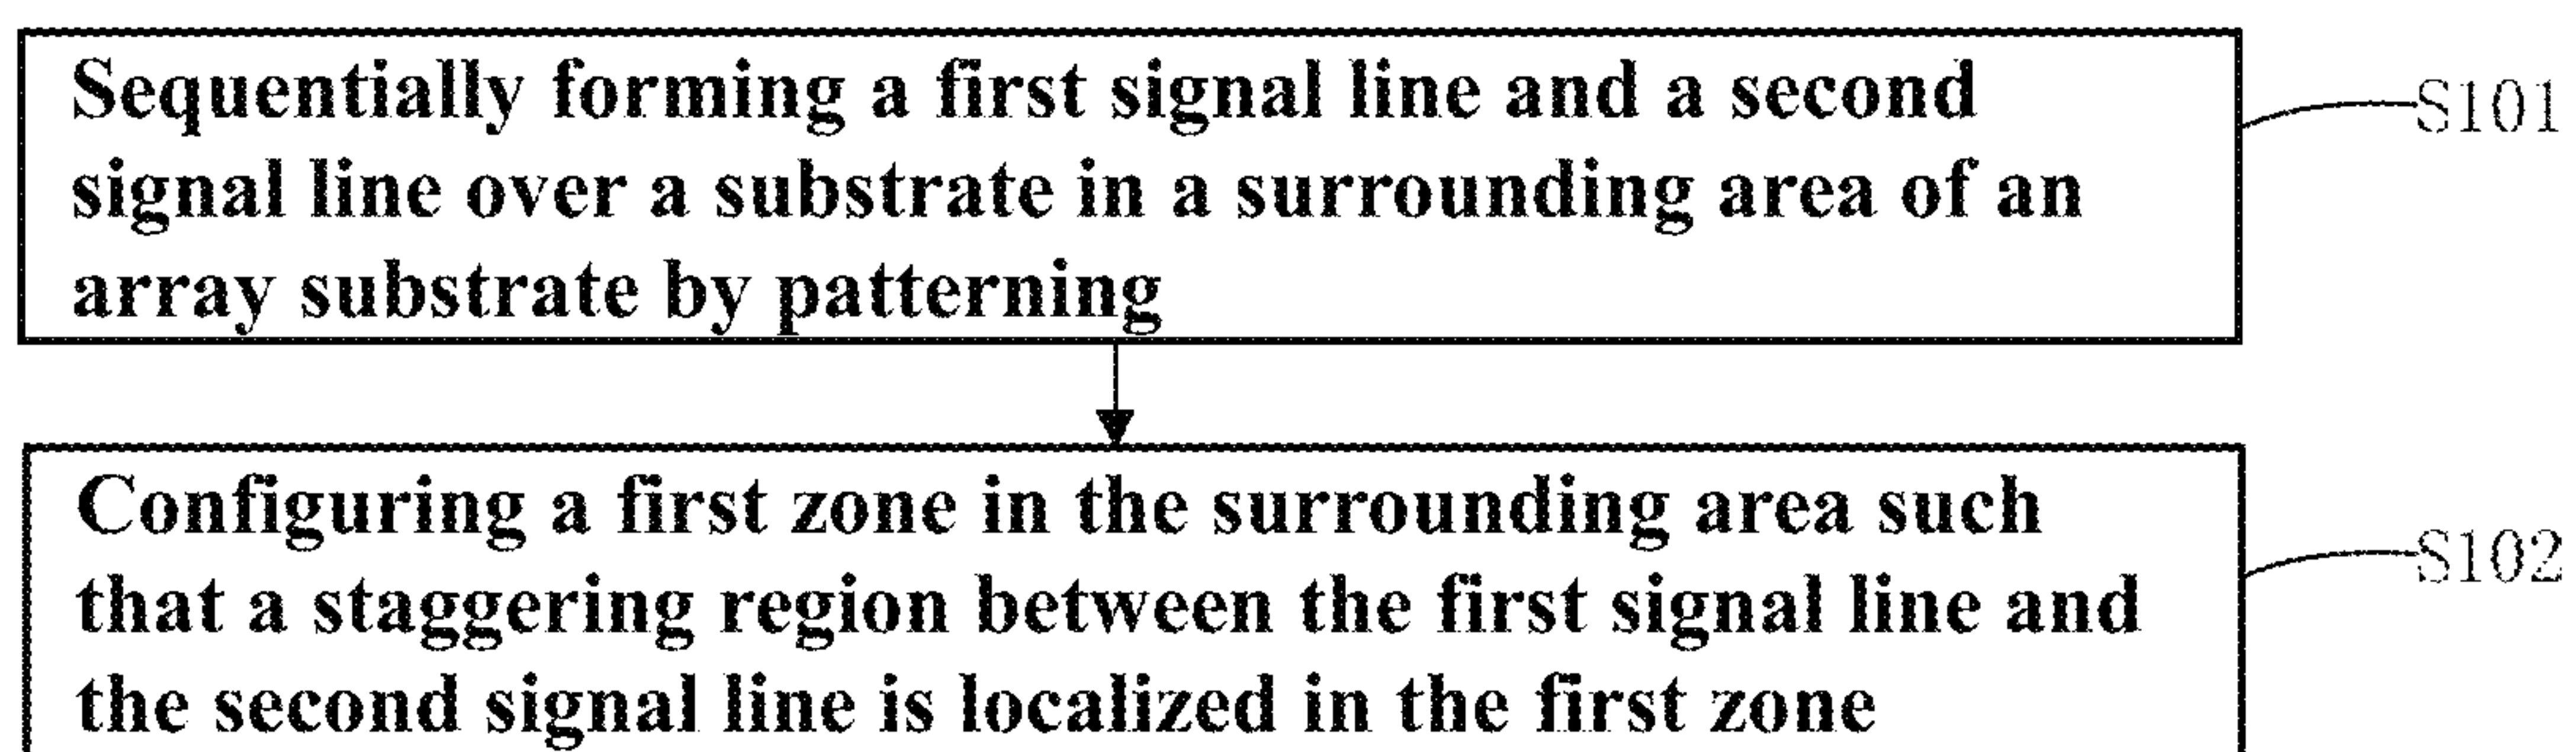 Sequentially forming a first signal line and a second
signal line over a substrate in a surrounding area of an
array substrate by patterning
S101
Configuring a first zone in the surrounding area such
that a staggering region between the first signal line and
the second signal line is localized in the first zone
S102